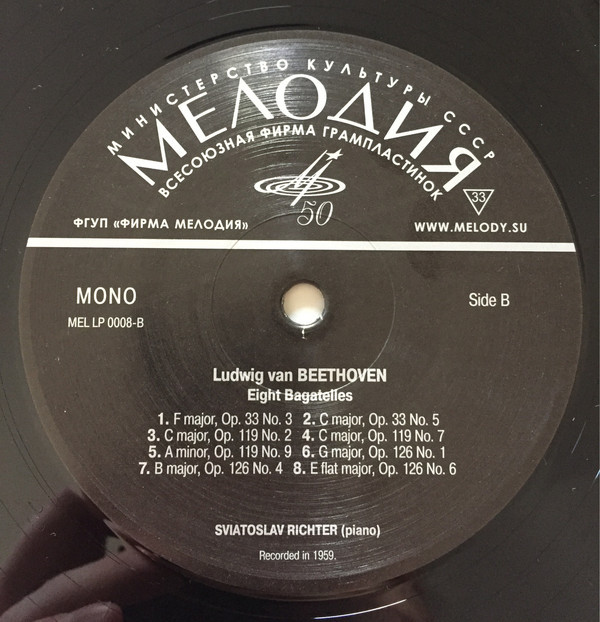 МИНИСТЕРСТВО КУЛЬТУРЫ СССР
МЕЛОДИЯ
ВСЕСОЮЗНАЯ ФИРМА ГРАМПЛАСТИНОК
33
50
ФГУП «ФИРМА МЕЛОДИЯ»
WWW.MELODY.SU
MONO
Side B
MEL LP 0008-B
Ludwig van BEETHOVEN
Eight Bagatelles
1. F major, Op. 33 No. 3 2. C major, Op. 33 No. 5
3. C major, Op. 119 No. 2 4. C major, Op. 119 No. 7
5. A minor, Op. 119 No. 9 6. G major, Op. 126 No. 1
7. B major, Op. 126 No. 4 8. E flat major, Op. 126 No. 6
SVIATOSLAV RICHTER (piano)
Recorded in 1959.